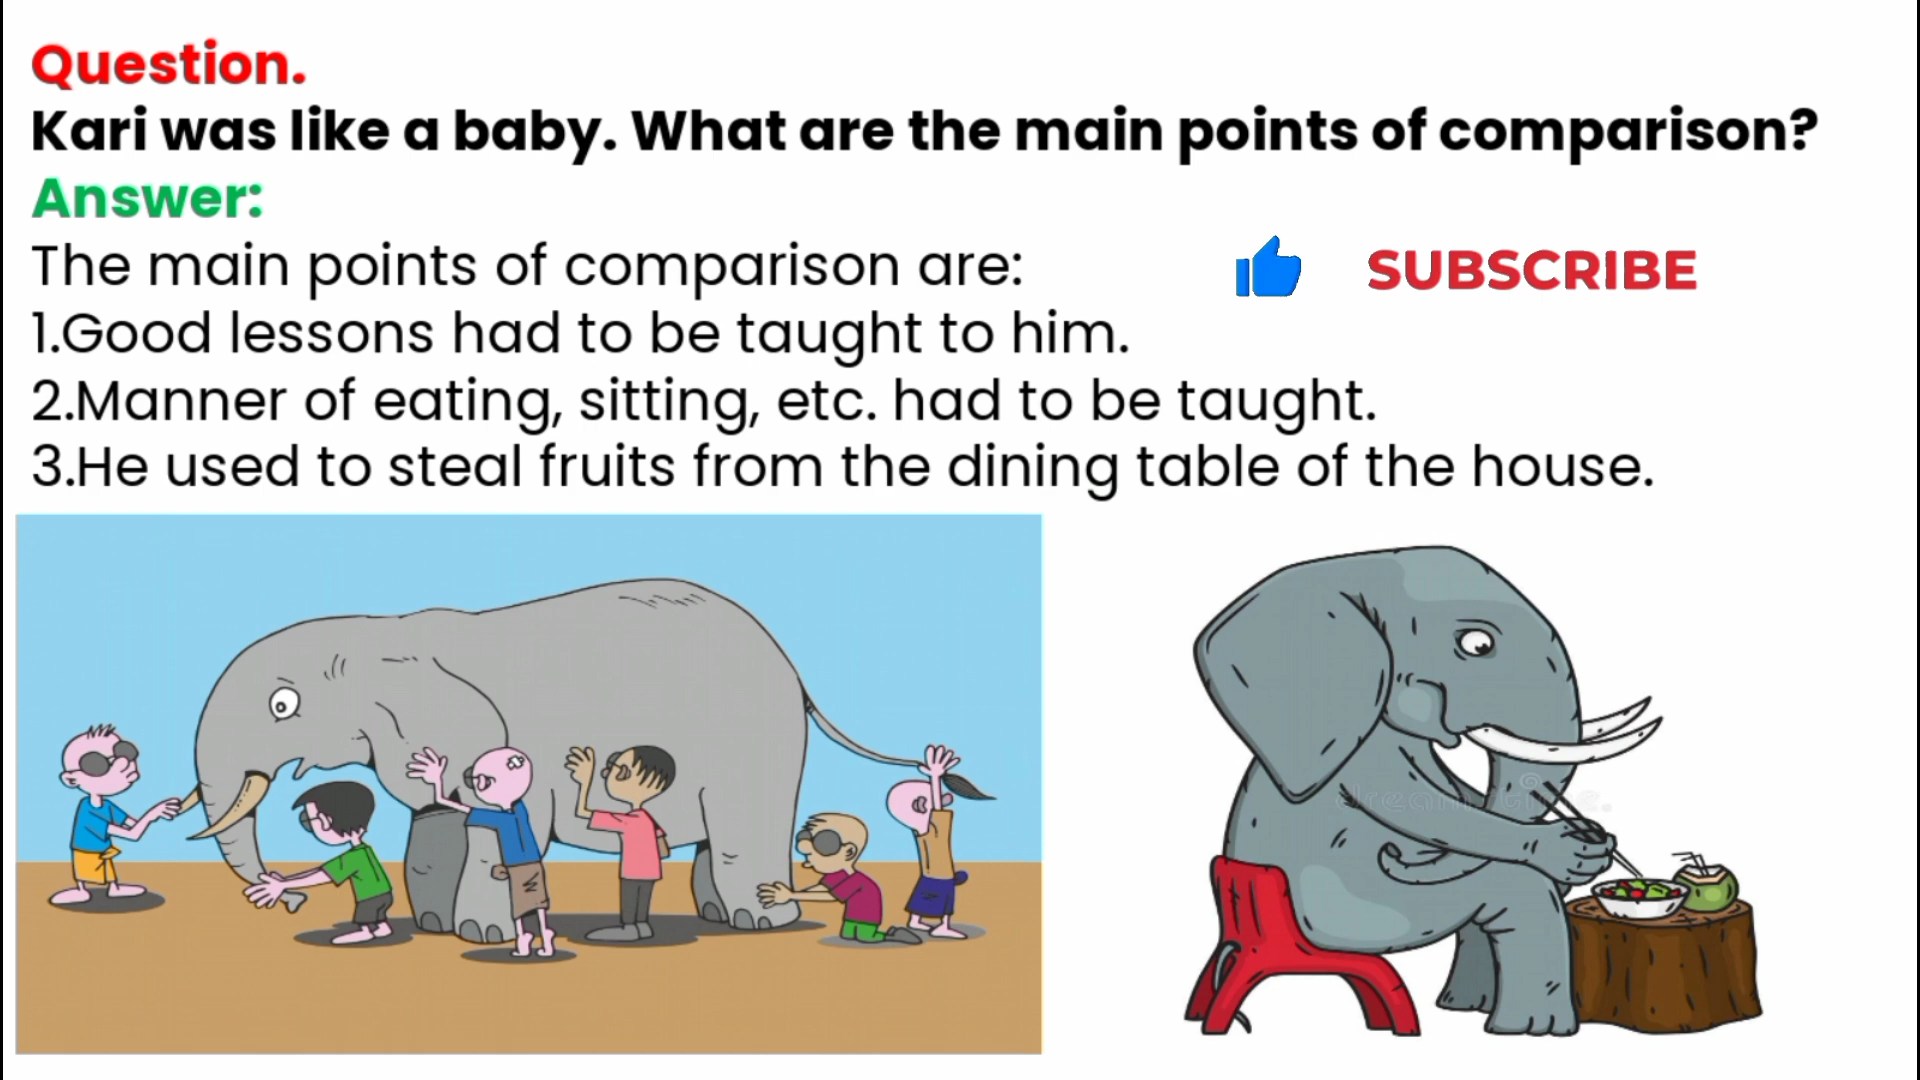 Question.
Kari was like a baby. What are the main points of comparison?
Answer:
The main points of comparison are:
SUBSCRIBE
1.Good lessons had to be taught to him.
2.Manner of eating, sitting, etc. had to be taught.
3.He used to steal fruits from the dining table of the house.
dreamstime.